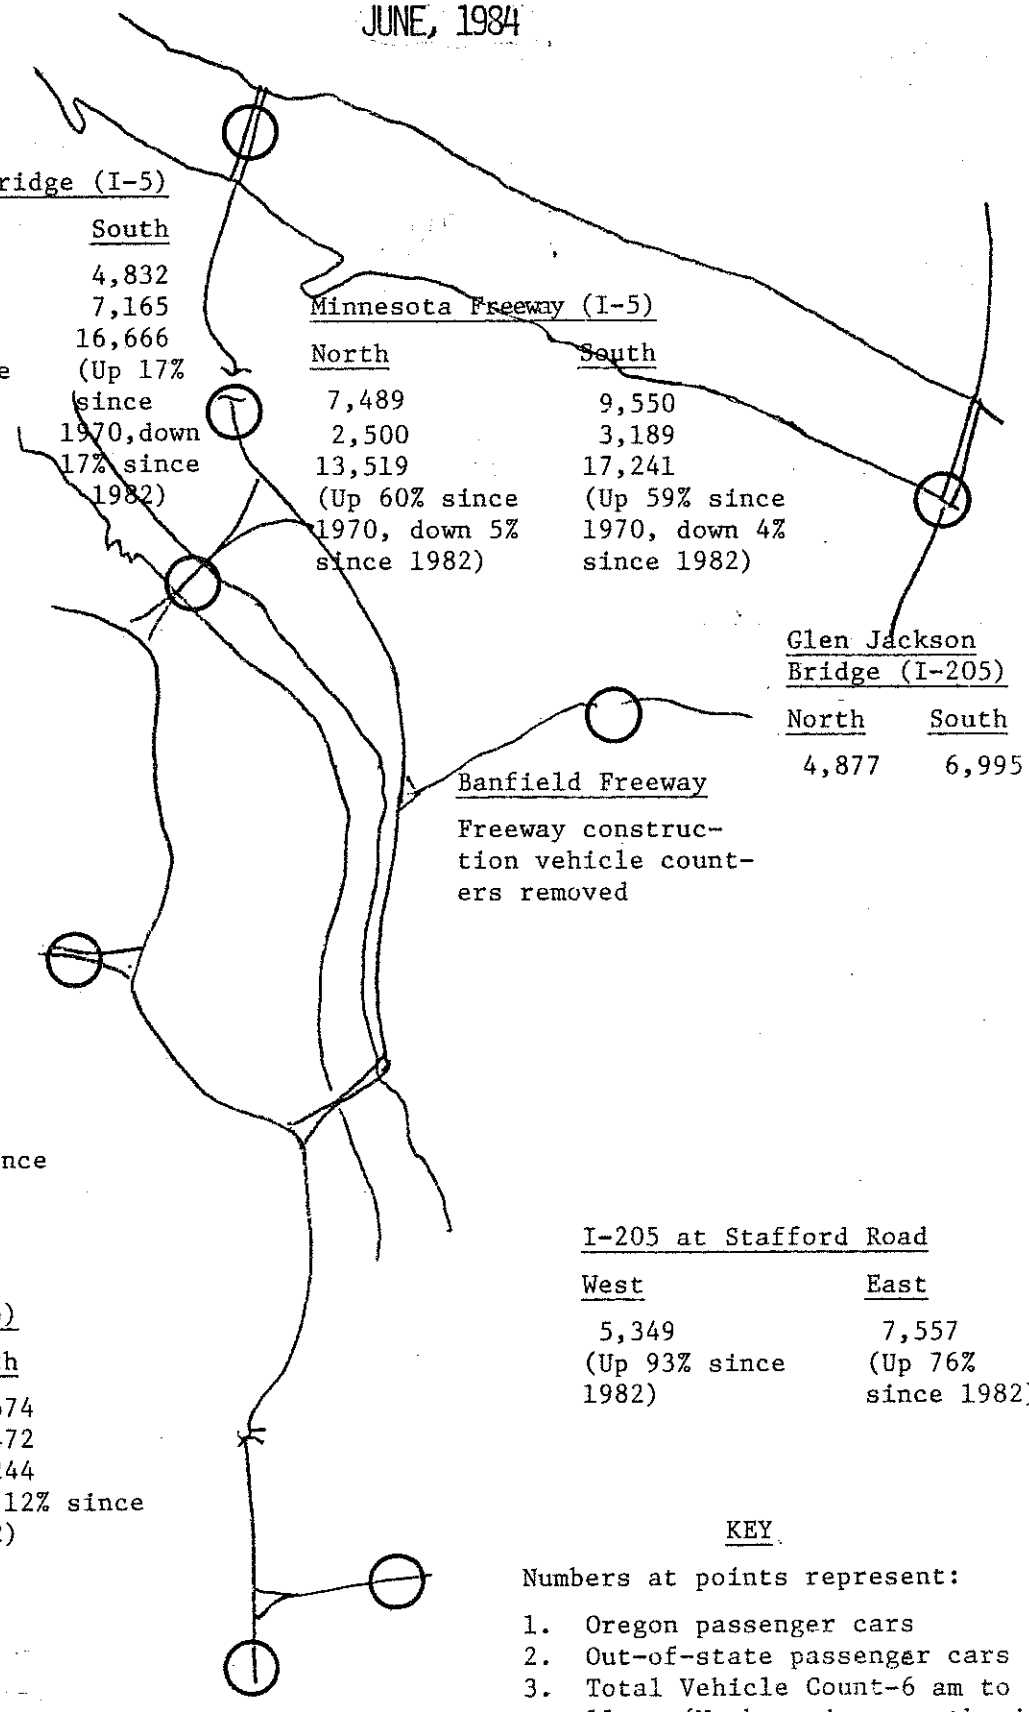 JUNE, 1984
ridge (I-5)
South
4,832
7,165
16,666
(Up 17%
since
1970,down
17% since
1982)
Minnesota Freeway (I-5)
North South
7,489 9,550
2,500 3,189
13,519 17,241
(Up 60% since (Up 59% since
1970, down 5% 1970, down 4%
since 1982) since 1982)
Glen Jackson
Bridge (I-205)
North South
4,877 6,995
Banfield Freeway
Freeway construc-
tion vehicle count-
ers removed
nce
I-205 at Stafford Road
West East
5,349 7,557
(Up 93% since (Up 76%
1982) since 1982)
h
674
472
244
12% since
2)
KEY
Numbers at points represent:
1. Oregon passenger cars
2. Out-of-state passenger cars
3. Total Vehicle Count-6 am to